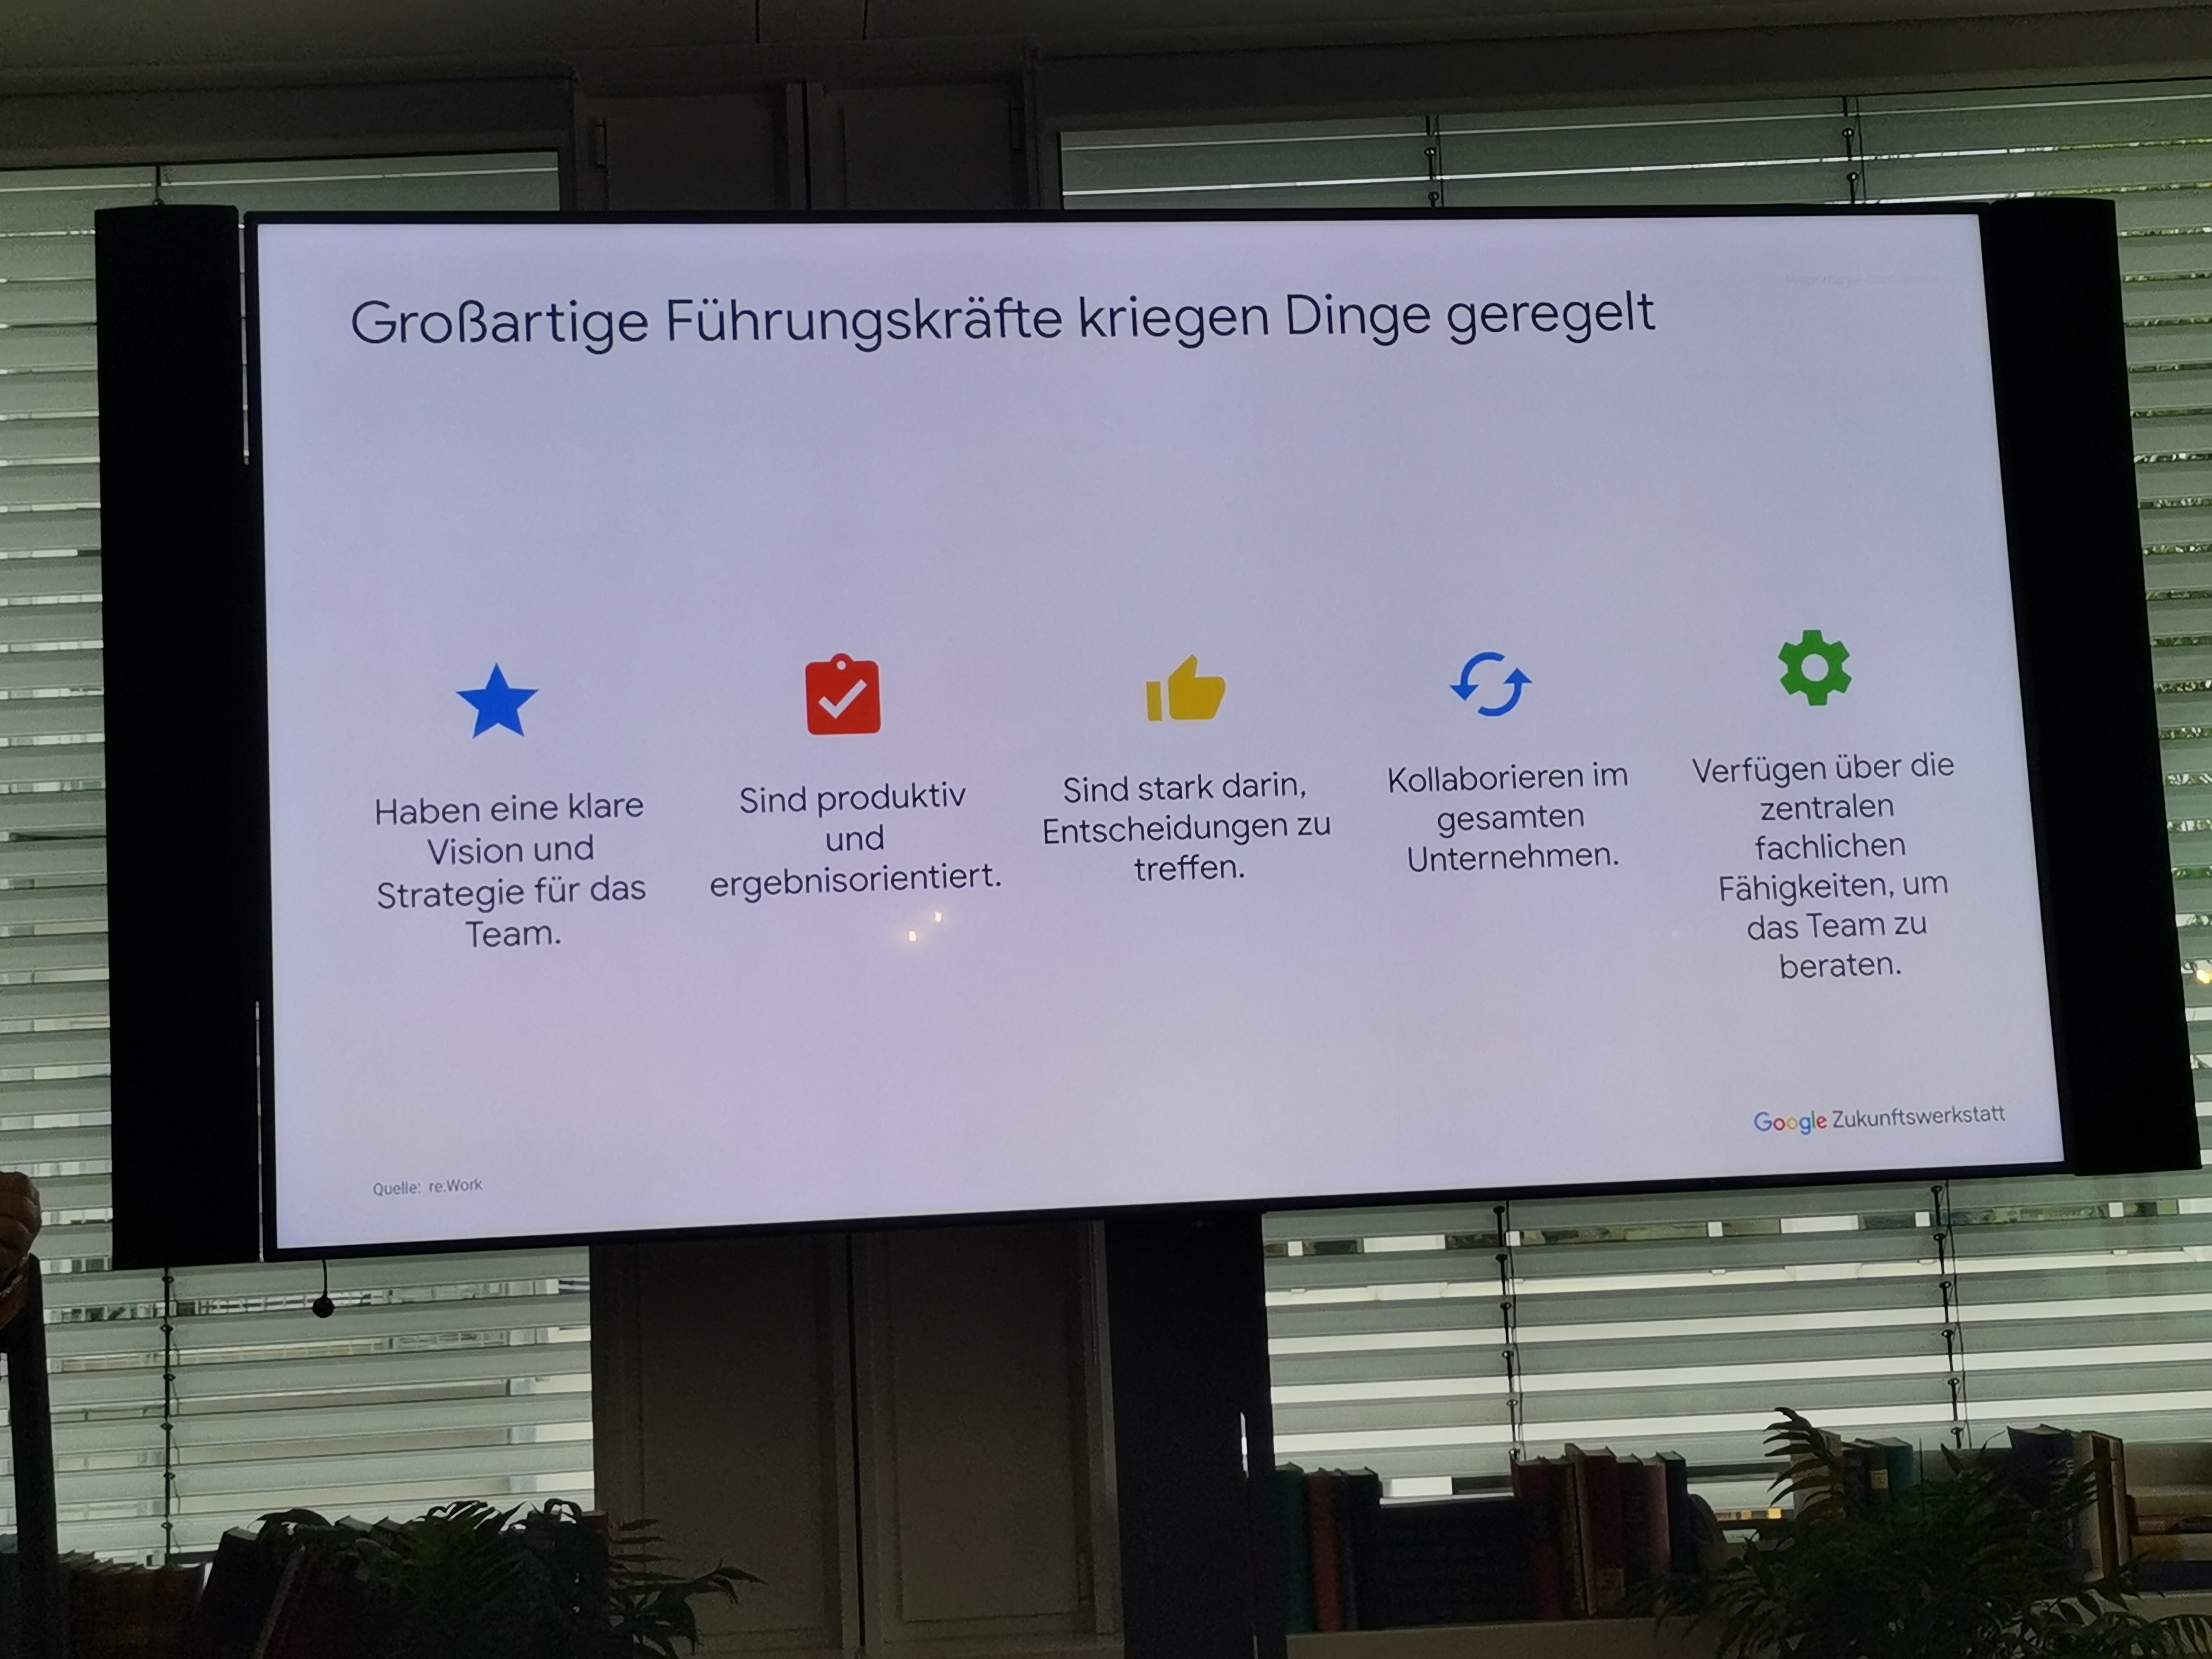 Großartige Führungskräfte kriegen Dinge geregelt
Haben eine klare
Vision und
Strategie für das
Team.
Sind produktiv
und
ergebnisorientiert.
Sind stark darin,
Entscheidungen zu
treffen.
Kollaborieren im
gesamten
Unternehmen.
Verfügen über die
zentralen
fachlichen
Fähigkeiten, um
das Team zu
beraten.
Google Zukunftswerkstatt
Quelle: re.Work